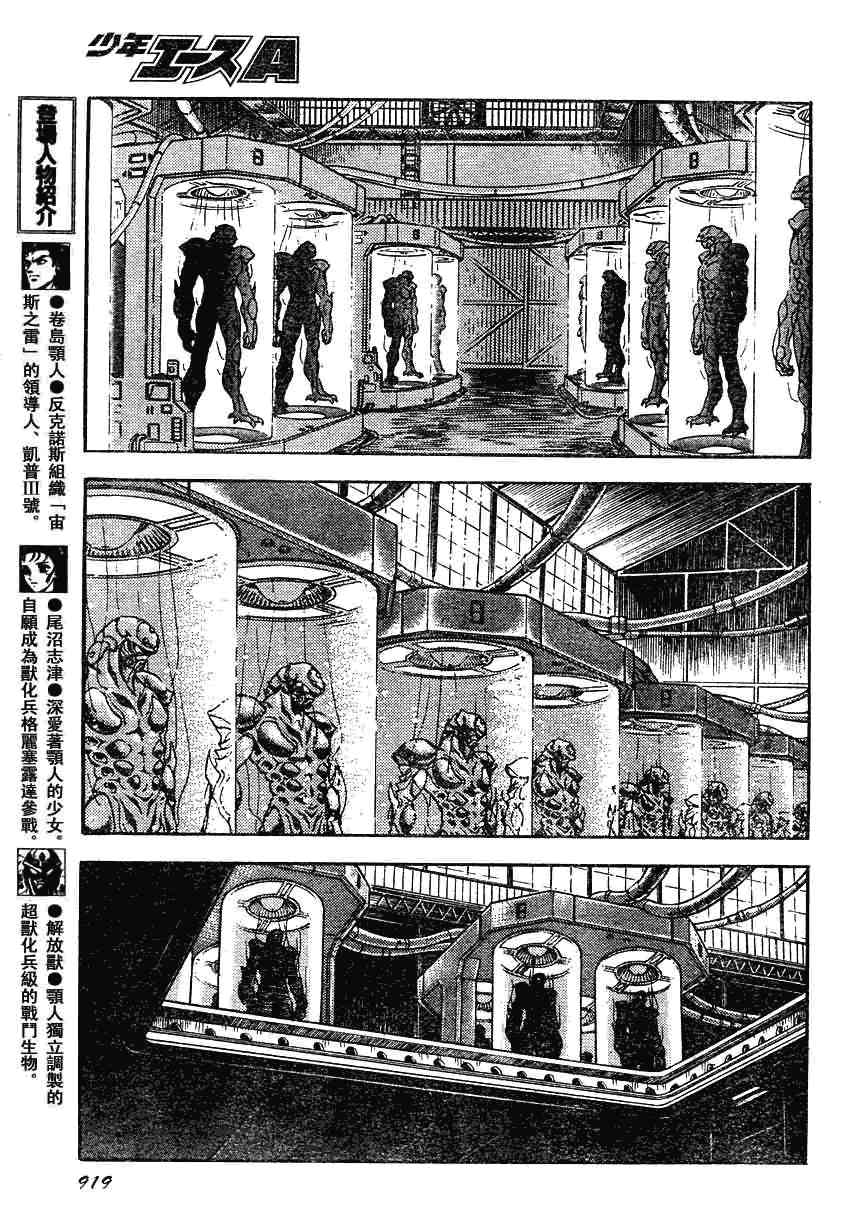 少年エースA
登場人物紹介
●卷島顎人●反克諾斯組織「宙
斯之雷」的領導人、凱普III號。
●尾沼志津●深愛著顎人的少女。
自願成為獸化兵格麗塞露達參戰。
●解放獸●顎人獨立調製的
超獸化兵級的戰鬥生物。
919